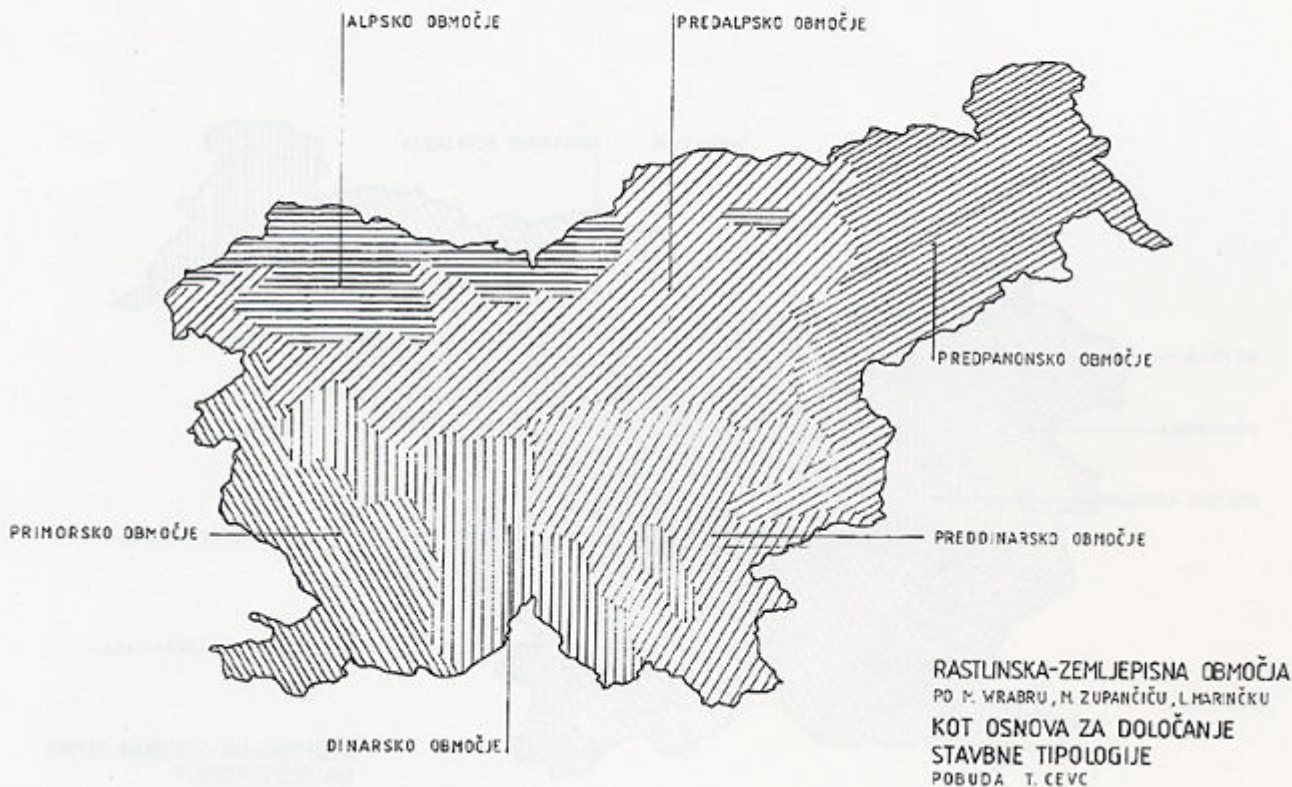 ALPSKO OBMOČJE
PREDALPSKO OBMOČJE
PREDPANONSKO OBMOČJE
PRIMORSKO OBMOČJE
PREDDINARSKO OBMOČJE
DINARSKO OBMOČJE
RASTLINSKA-ZEMLJEPISNA OBMOČJA
PO M. WRABRU, M. ZUPANČIČU, L. MARINČKU
KOT OSNOVA ZA DOLOČANJE
STAVBNE TIPOLOGIJE
POBUDA T. CEVC